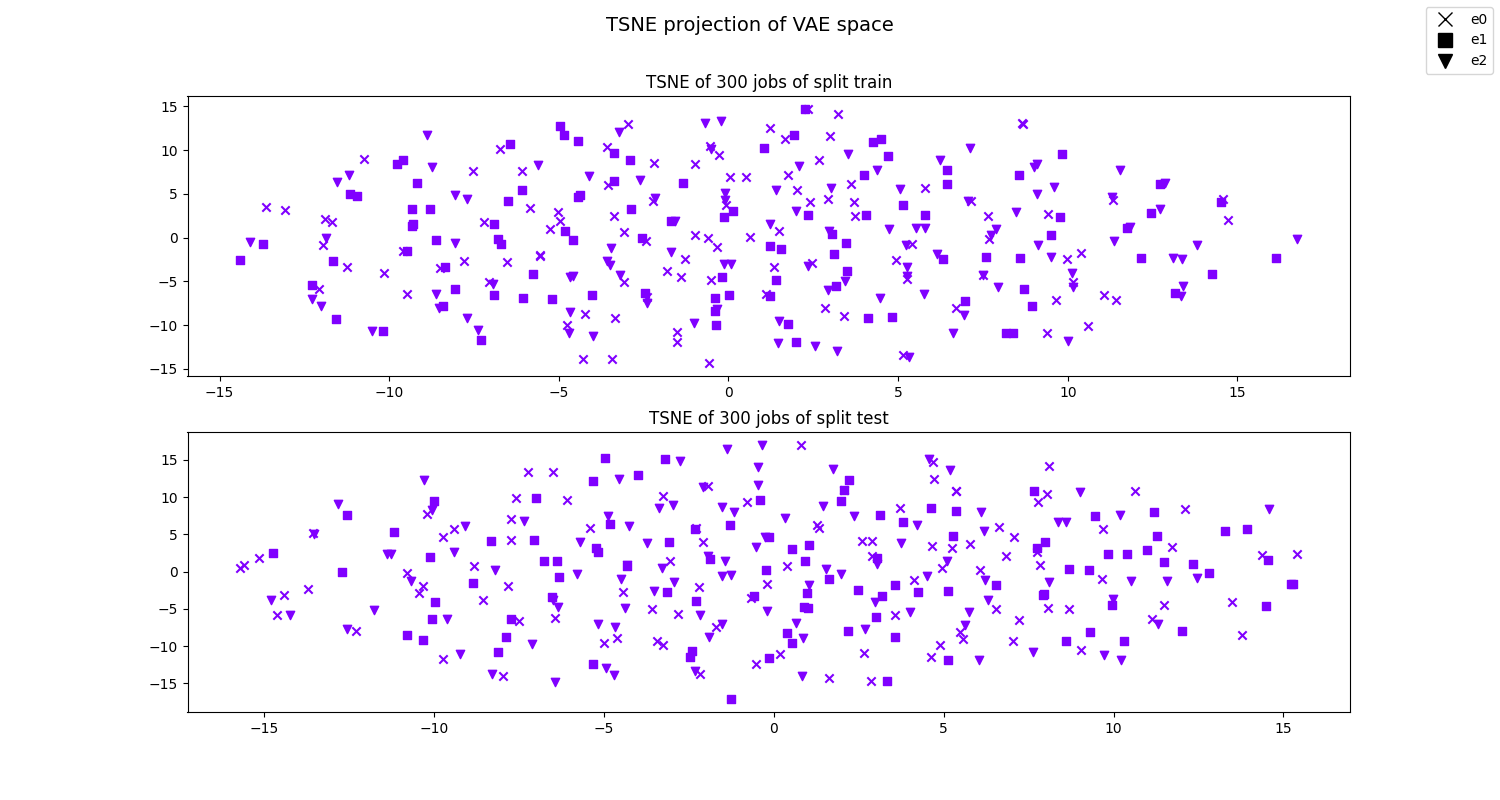 TSNE projection of VAE space
e0
e1
e2
TSNE of 300 jobs of split train
15
10
5
0
−5
−10
−15
−15 −10 −5 0 5 10 15
TSNE of 300 jobs of split test
15
10
5
0
−5
−10
−15
−15 −10 −5 0 5 10 15